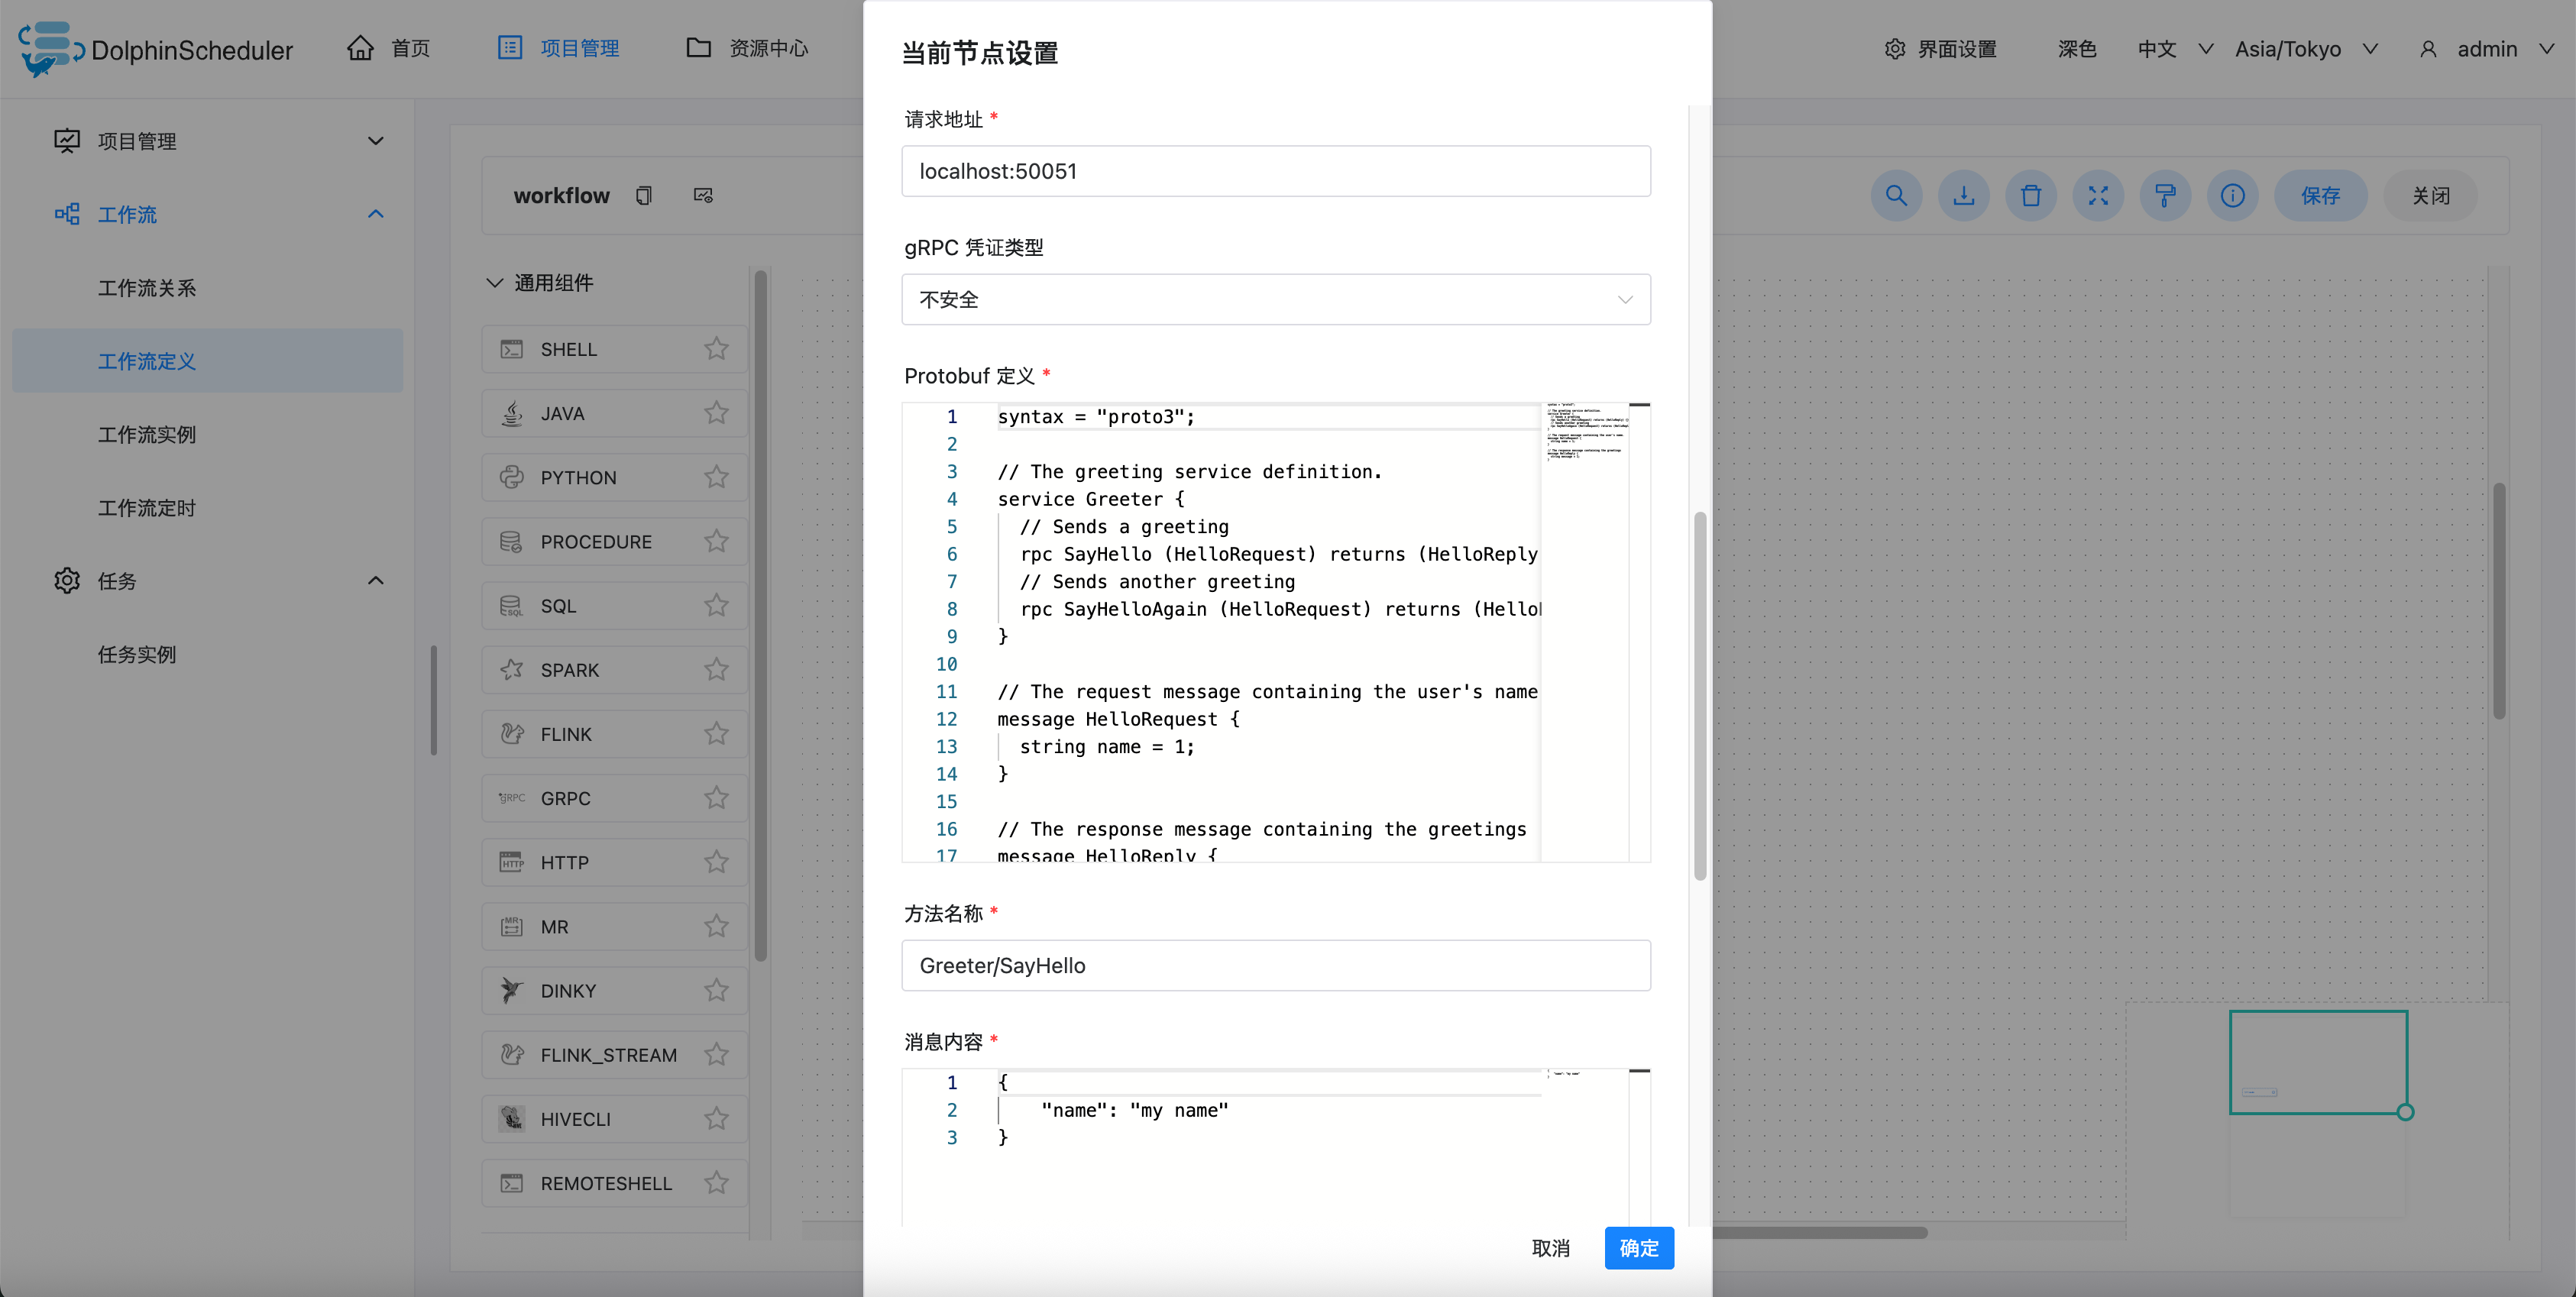 DolphinScheduler
首页
项目管理
资源中心
界面设置
深色
中文
Asia/Tokyo
admin
项目管理
工作流
工作流关系
工作流定义
工作流实例
工作流定时
任务
任务实例
workflow
保存
关闭
通用组件
SHELL
JAVA
PYTHON
PROCEDURE
SQL
SPARK
FLINK
GRPC
HTTP
MR
DINKY
FLINK_STREAM
HIVECLI
REMOTESHELL
当前节点设置
请求地址 *
localhost:50051
gRPC 凭证类型
不安全
Protobuf 定义 *
1 syntax = "proto3";
2
3 // The greeting service definition.
4 service Greeter {
5 // Sends a greeting
6 rpc SayHello (HelloRequest) returns (HelloReply
7 // Sends another greeting
8 rpc SayHelloAgain (HelloRequest) returns (Hello
9 }
10
11 // The request message containing the user's name
12 message HelloRequest {
13 string name = 1;
14 }
15
16 // The response message containing the greetings
17 message HelloReply {
方法名称 *
Greeter/SayHello
消息内容 *
1 {
2 "name": "my name"
3 }
取消
确定